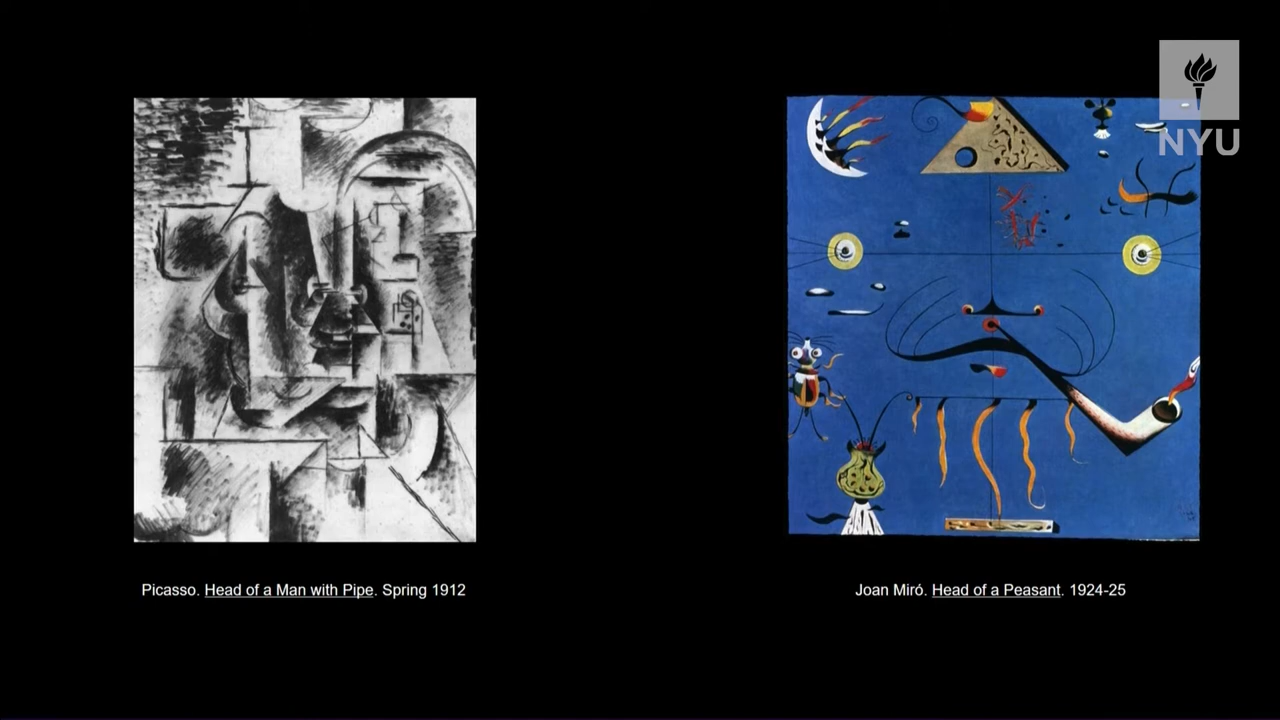 NYU
Picasso. Head of a Man with Pipe. Spring 1912
Joan Miró. Head of a Peasant. 1924-25